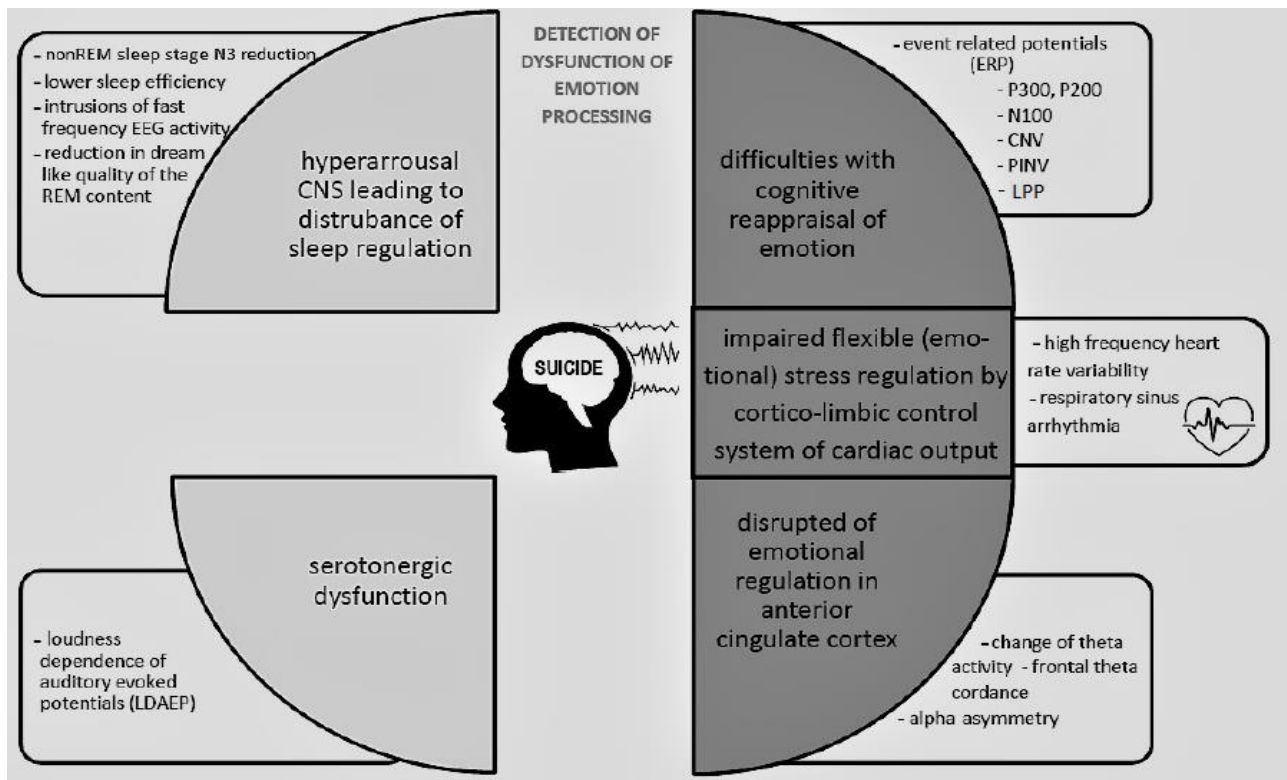 DETECTION OF
DYSFUNCTION OF
EMOTION
PROCESSING
- nonREM sleep stage N3 reduction
- lower sleep efficiency
- intrusions of fast
frequency EEG activity
- reduction in dream
like quality of the
REM content
hyperarousal
CNS leading to
distrubance of
sleep regulation
difficulties with
cognitive
reappraisal of
emotion
- event related potentials
(ERP)
- P300, P200
- N100
- CNV
- PINV
- LPP
SUICIDE
impaired flexible (emo-
tional) stress regulation by
cortico-limbic control
system of cardiac output
- high frequency heart
rate variability
- respiratory sinus
arrhythmia
serotonergic
dysfunction
- loudness
dependence of
auditory evoked
potentials (LDAEP)
disrupted of
emotional
regulation in
anterior
cingulate cortex
- change of theta
activity - frontal theta
cordance
- alpha asymmetry